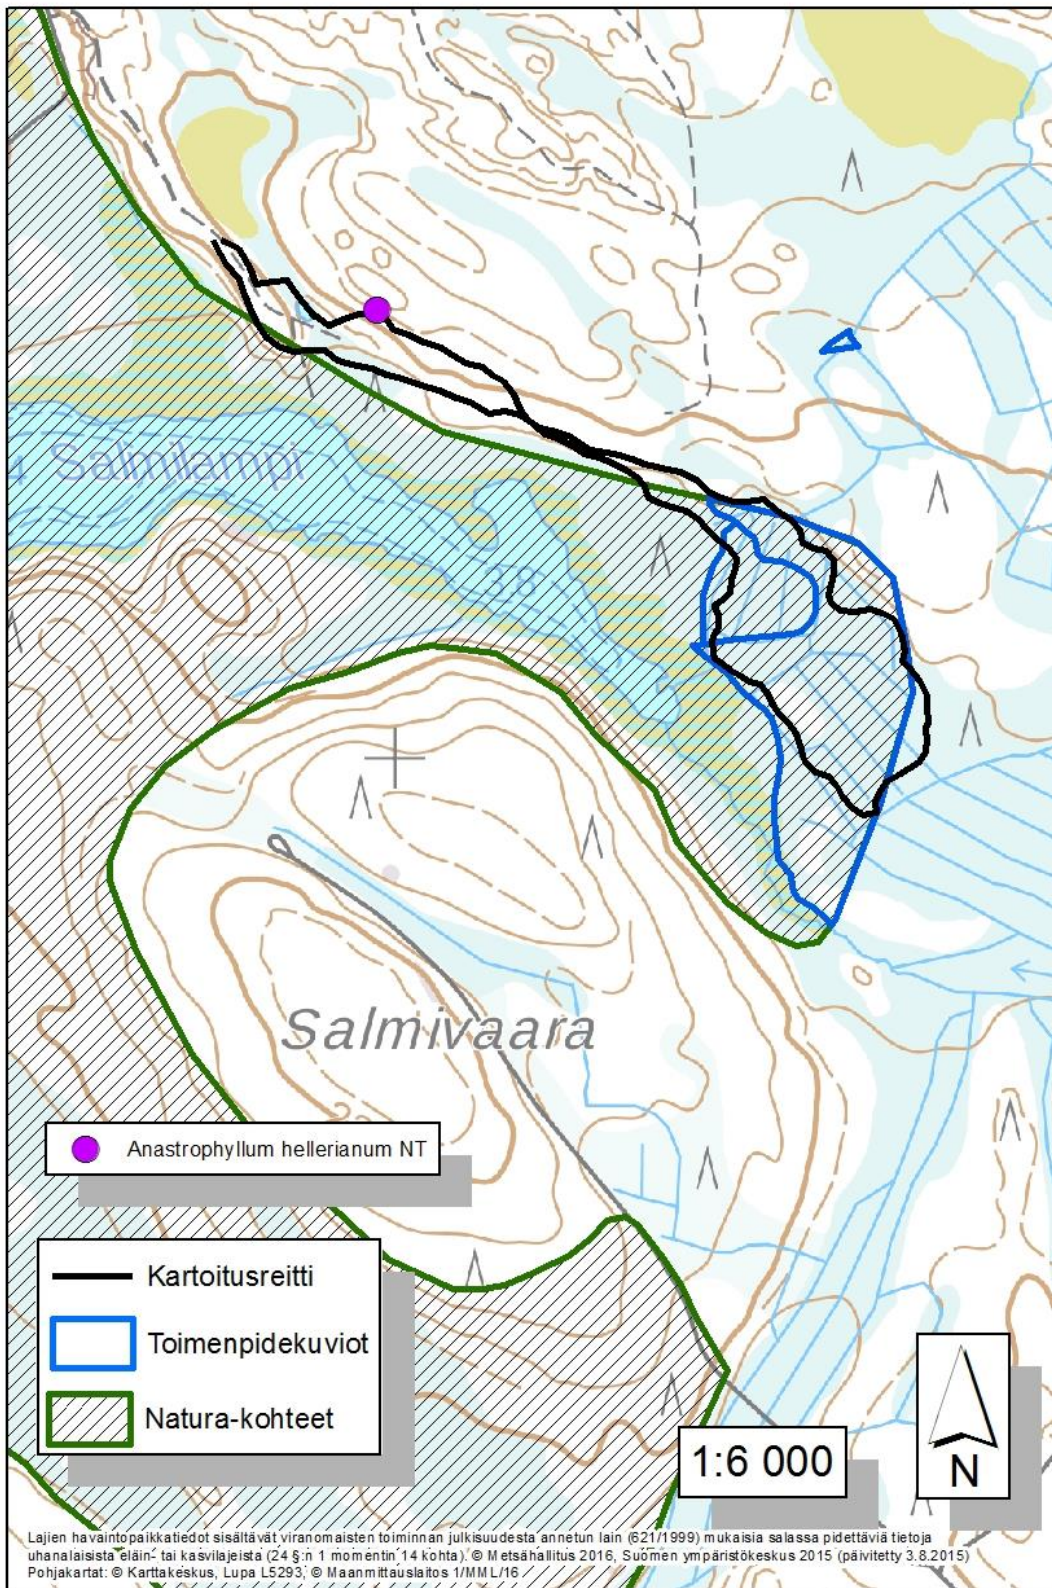 Salmilampi
38
Salmivaara
Anastrophyllum hellerianum NT
Kartoitusreitti
Toimenpidekuviot
Natura-kohteet
1:6 000
N
Lajien havaintopaikkatiedot sisältävät viranomaisten toiminnan julkisuudesta annetun lain (621/1999) mukaisia salassa pidettäviä tietoja
uhanalaisista eläin- tai kasvilajeista (24 §:n 1 momentin 14 kohta). © Metsähallitus 2016, Suomen ympäristökeskus 2015 (päivitetty 3.8.2015)
Pohjakartat: © Karttakeskus, Lupa L5293, © Maanmittauslaitos 1/MML/16